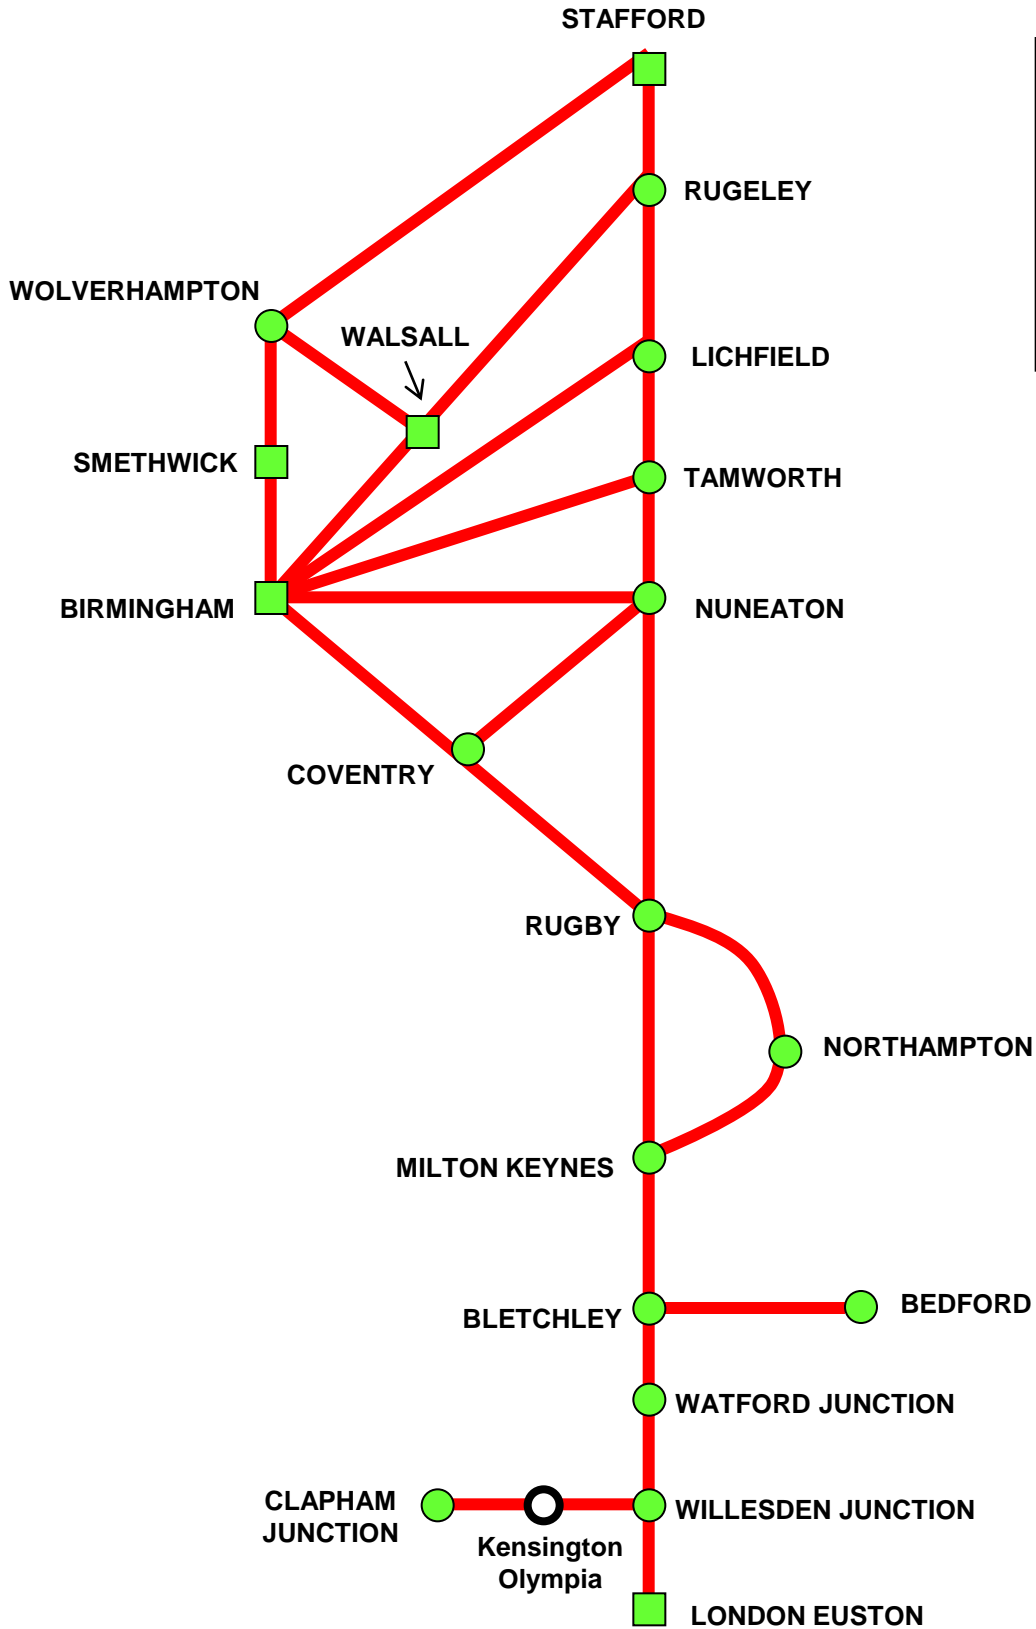 STAFFORD
RUGELEY
WOLVERHAMPTON
WALSALL
LICHFIELD
SMETHWICK
TAMWORTH
BIRMINGHAM
NUNEATON
COVENTRY
RUGBY
NORTHAMPTON
MILTON KEYNES
BEDFORD
BLETCHLEY
WATFORD JUNCTION
CLAPHAM
JUNCTION
WILLESDEN JUNCTION
Kensington
Olympia
LONDON EUSTON